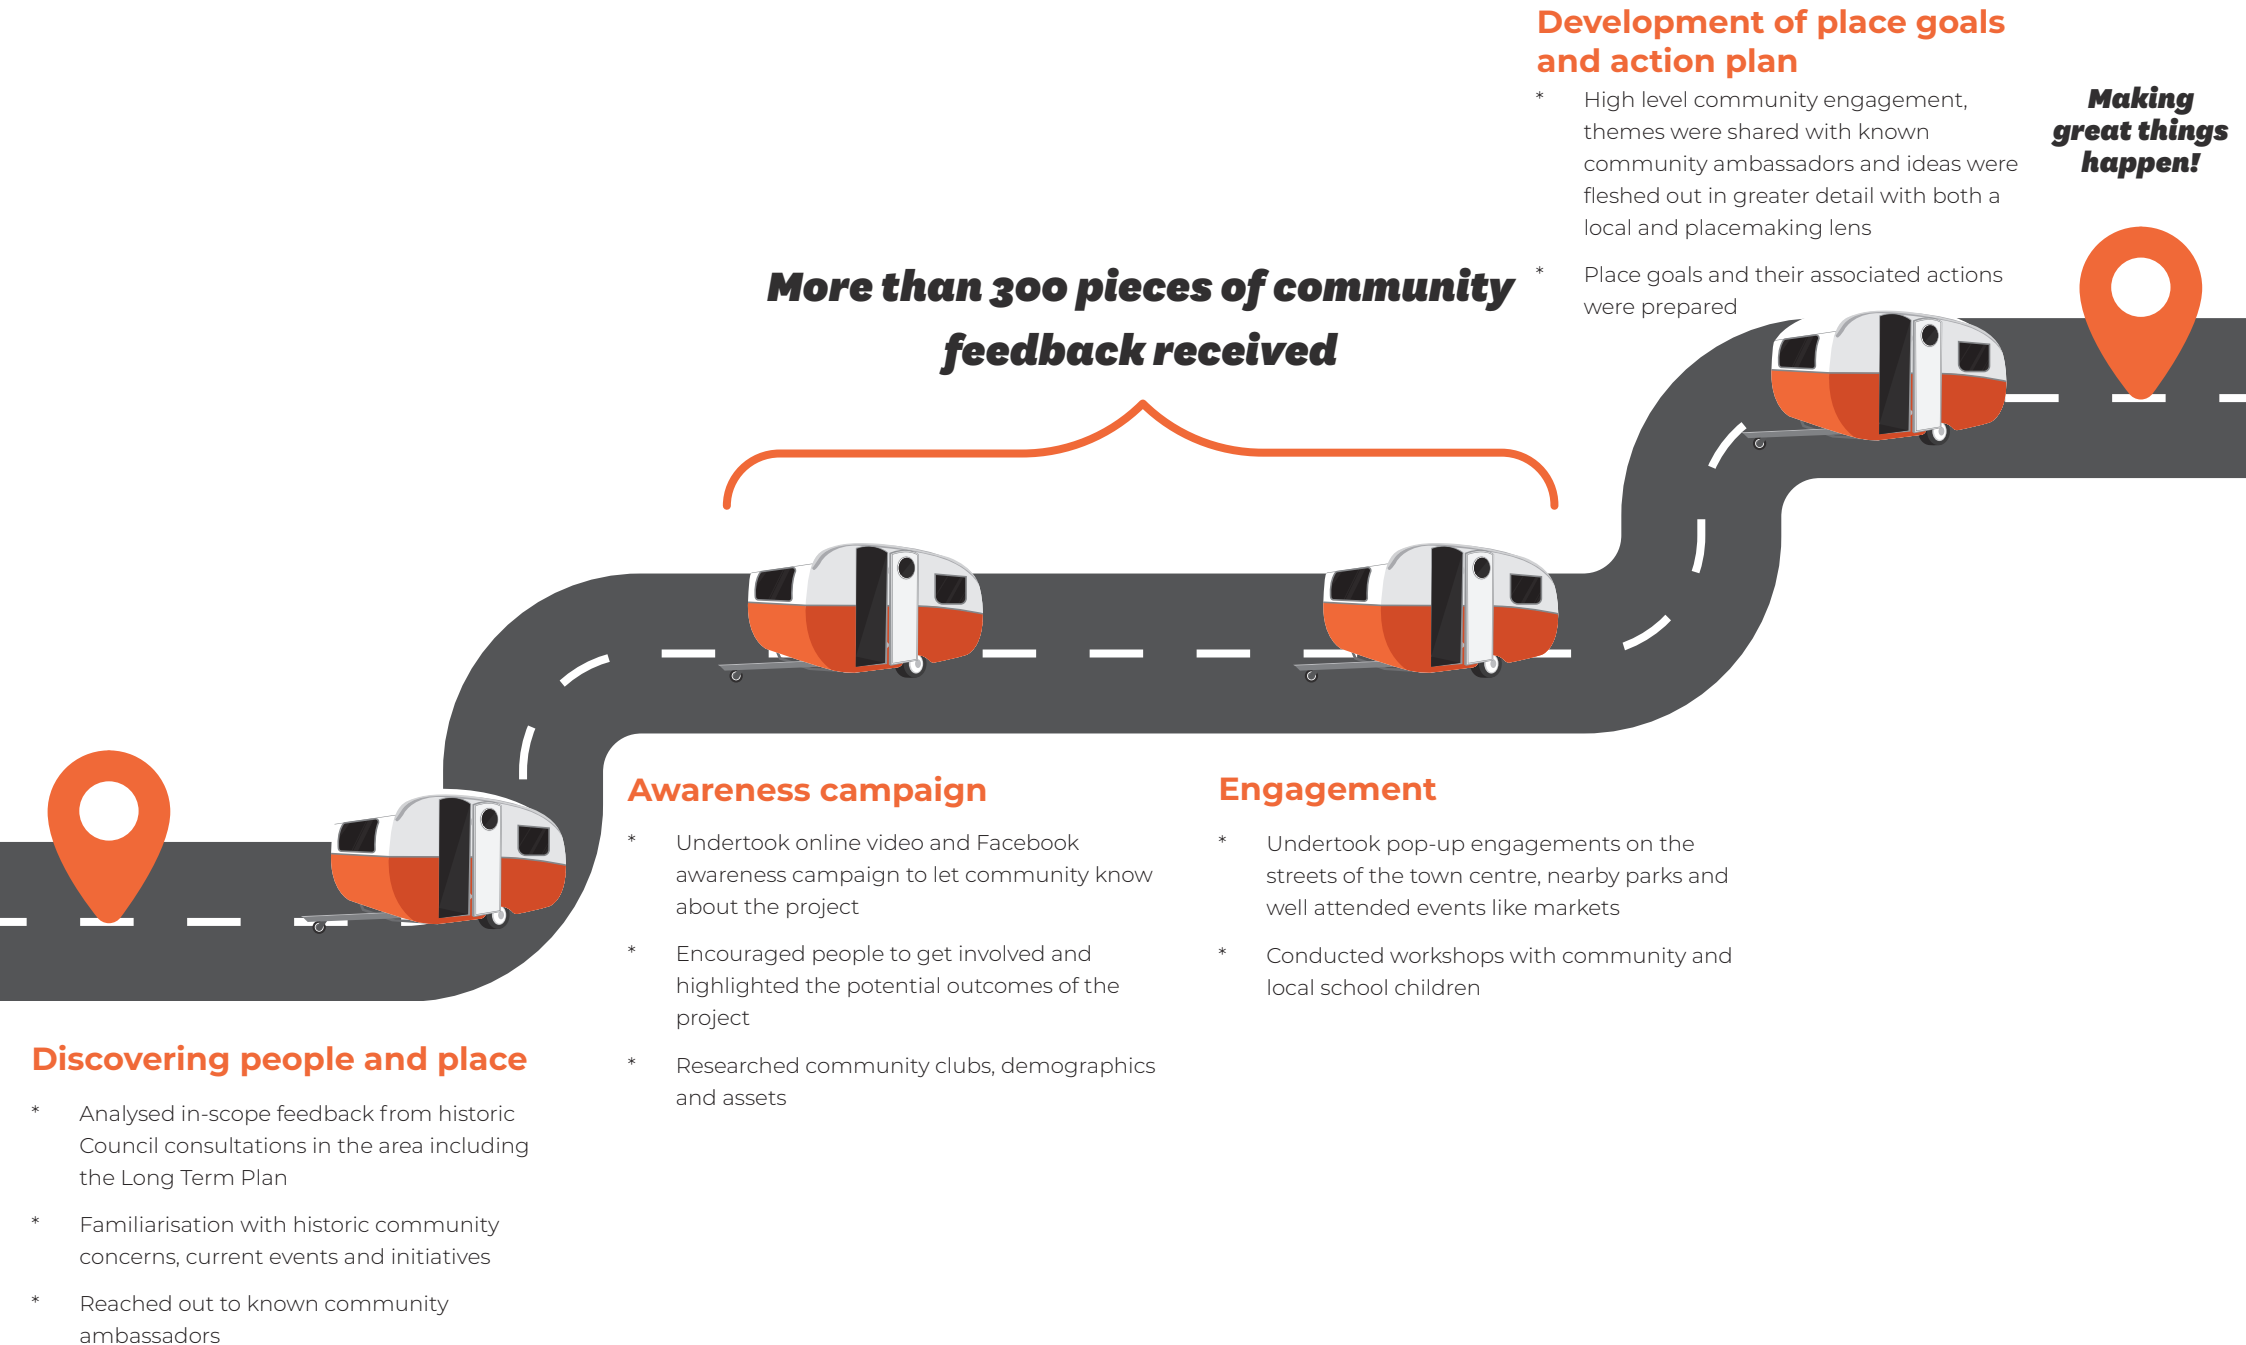 Development of place goals
and action plan
* High level community engagement,
themes were shared with known
community ambassadors and ideas were
fleshed out in greater detail with both a
local and placemaking lens
* Place goals and their associated actions
were prepared
Making
great things
happen!
More than 300 pieces of community
feedback received
Awareness campaign
* Undertook online video and Facebook
awareness campaign to let community know
about the project
* Encouraged people to get involved and
highlighted the potential outcomes of the
project
* Researched community clubs, demographics
and assets
Engagement
* Undertook pop-up engagements on the
streets of the town centre, nearby parks and
well attended events like markets
* Conducted workshops with community and
local school children
Discovering people and place
* Analysed in-scope feedback from historic
Council consultations in the area including
the Long Term Plan
* Familiarisation with historic community
concerns, current events and initiatives
* Reached out to known community
ambassadors